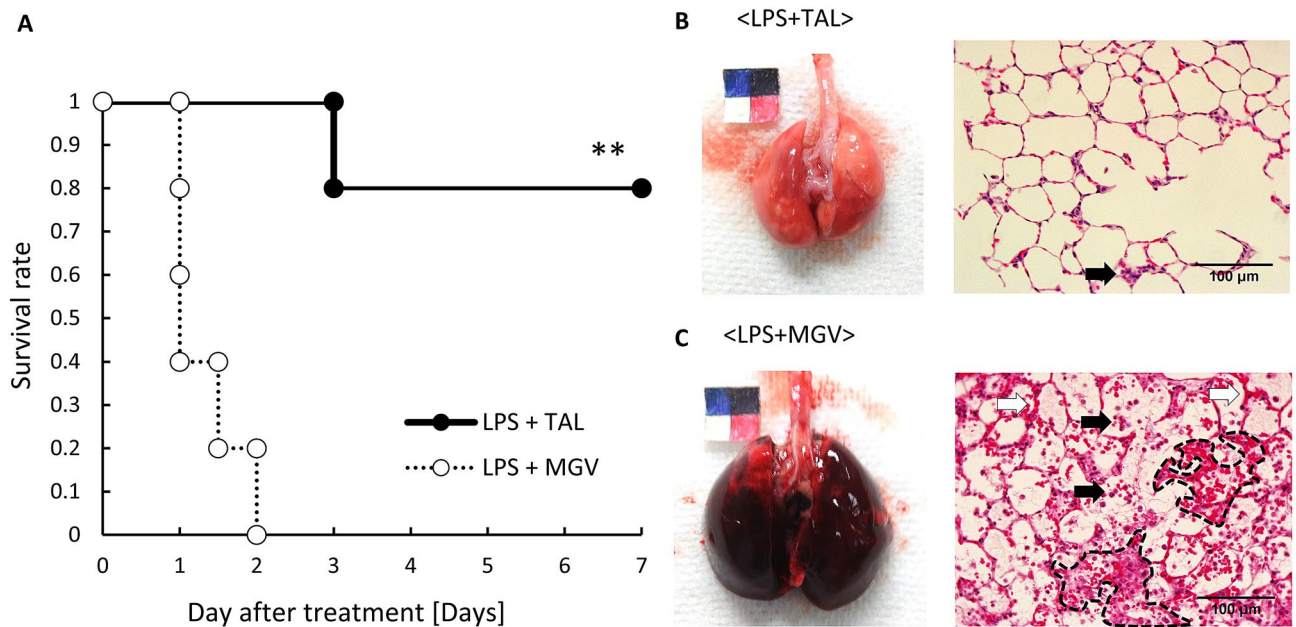 A
Survival rate
1
0.9
0.8
0.7
0.6
0.5
0.4
0.3
0.2
0.1
0
**
LPS + TAL
LPS + MGV
0 1 2 3 4 5 6 7
Day after treatment [Days]
B
<LPS+TAL>
100 µm
C
<LPS+MGV>
100 µm